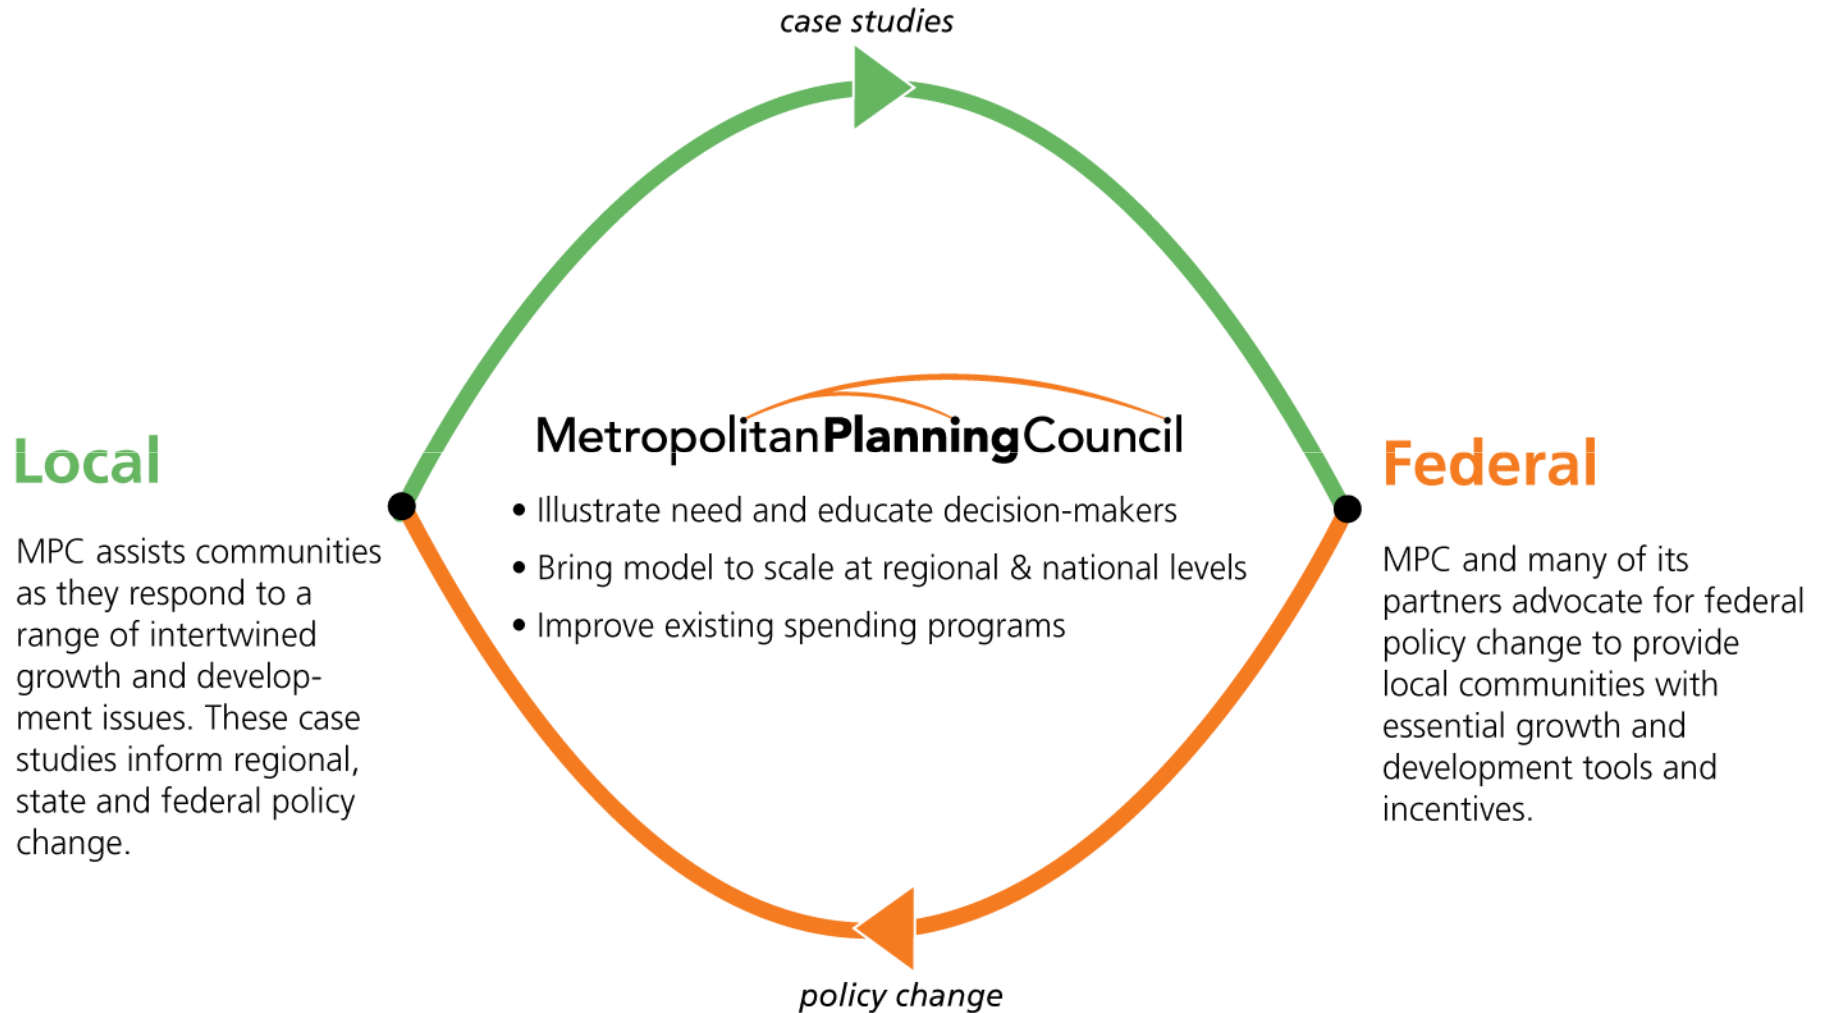 case studies
MetropolitanPlanningCouncil
• Illustrate need and educate decision-makers
• Bring model to scale at regional & national levels
• Improve existing spending programs
Local
MPC assists communities
as they respond to a
range of intertwined
growth and develop-
ment issues. These case
studies inform regional,
state and federal policy
change.
Federal
MPC and many of its
partners advocate for federal
policy change to provide
local communities with
essential growth and
development tools and
incentives.
policy change